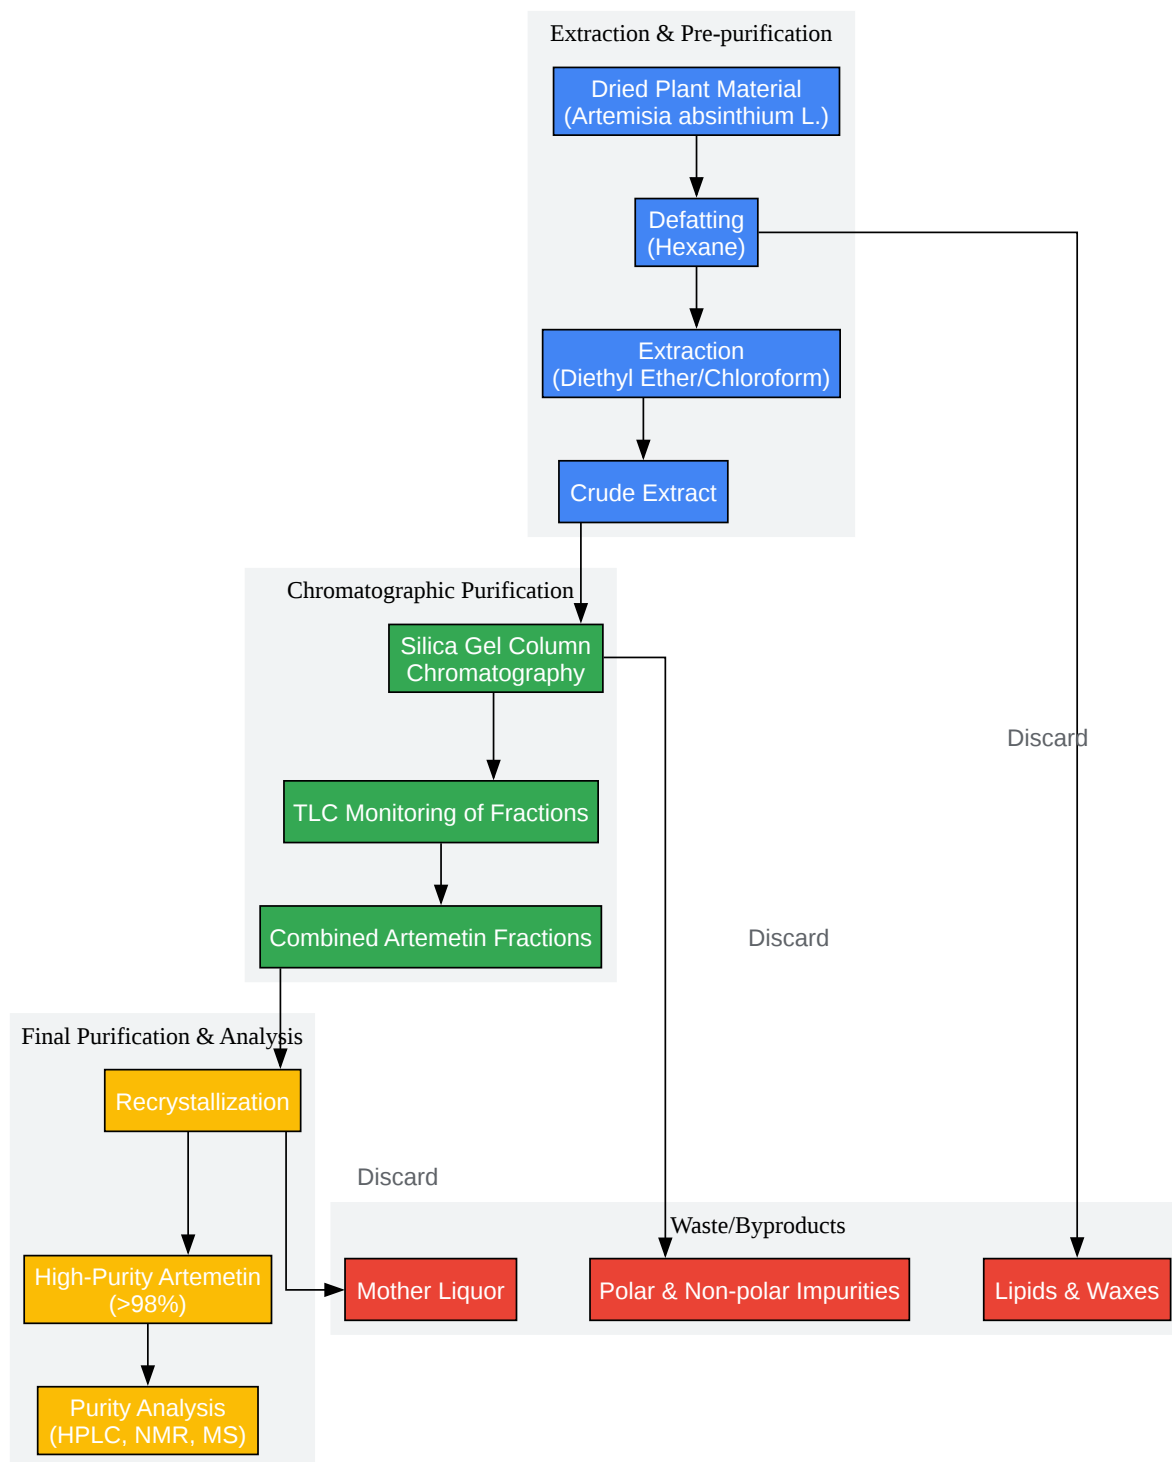 Extraction & Pre-purification
Dried Plant Material
(Artemisia absinthium L.)
Defatting
(Hexane)
Extraction
(Diethyl Ether/Chloroform)
Crude Extract
Chromatographic Purification
Silica Gel Column
Chromatography
Discard
TLC Monitoring of Fractions
Combined Artemetin Fractions
Discard
Final Purification & Analysis
Recrystallization
Discard
Waste/Byproducts
High-Purity Artemetin
(>98%)
Mother Liquor
Polar & Non-polar Impurities
Lipids & Waxes
Purity Analysis
(HPLC, NMR, MS)